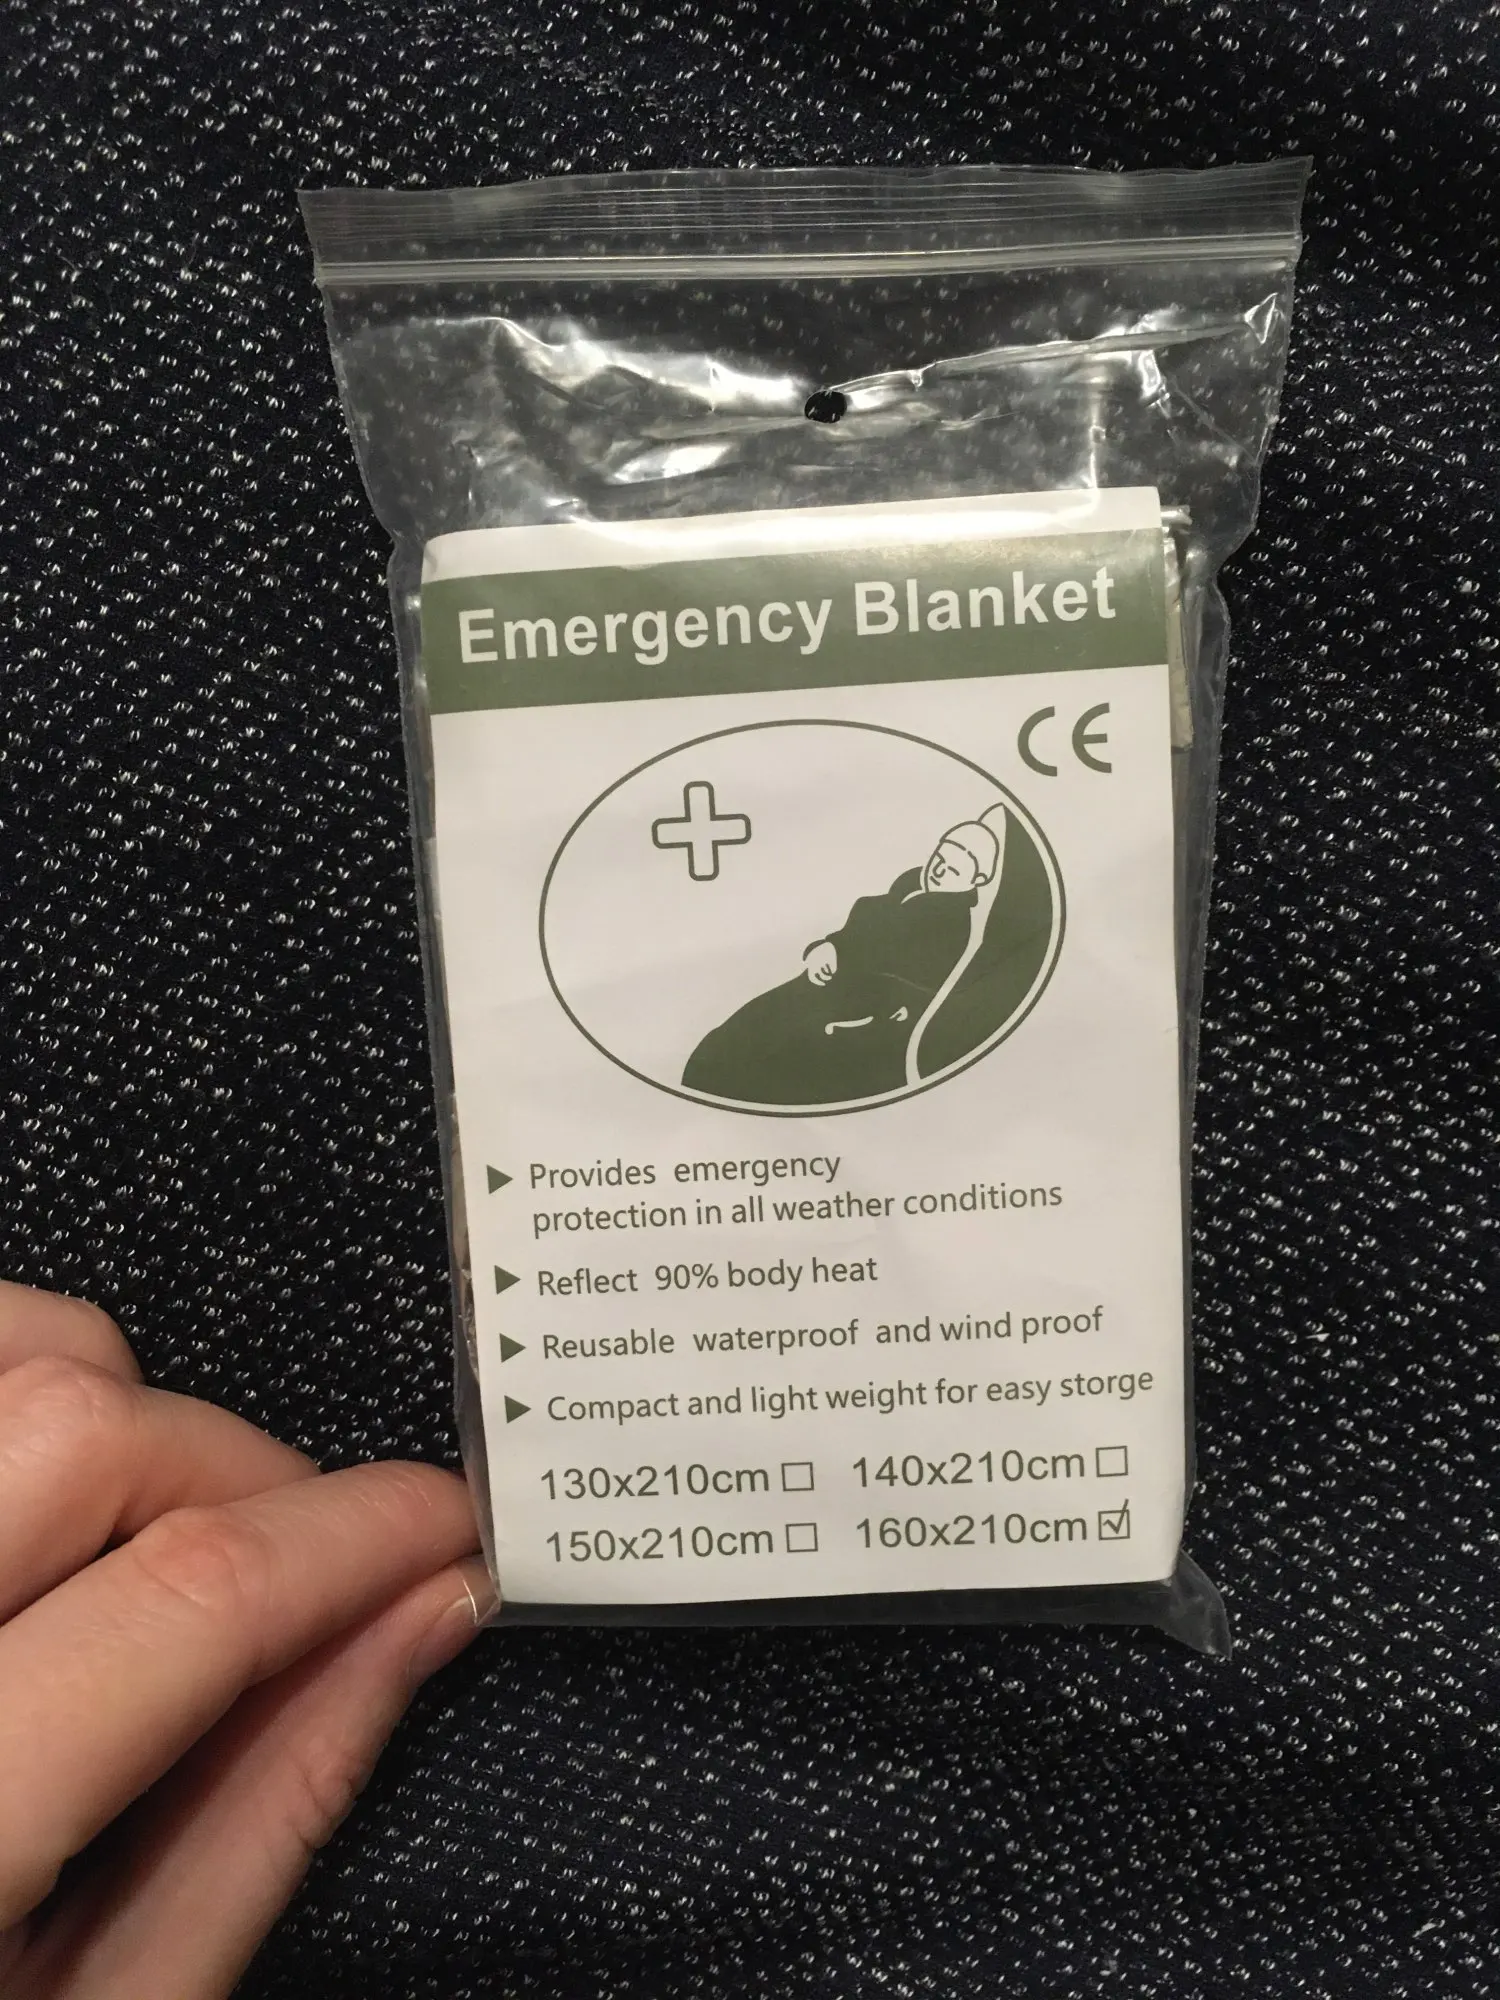 Emergency Blanket
CE
Provides emergency
protection in all weather conditions
Reflect 90% body heat
Reusable waterproof and wind proof
Compact and light weight for easy storge
130x210cm 140x210cm
150x210cm 160x210cm